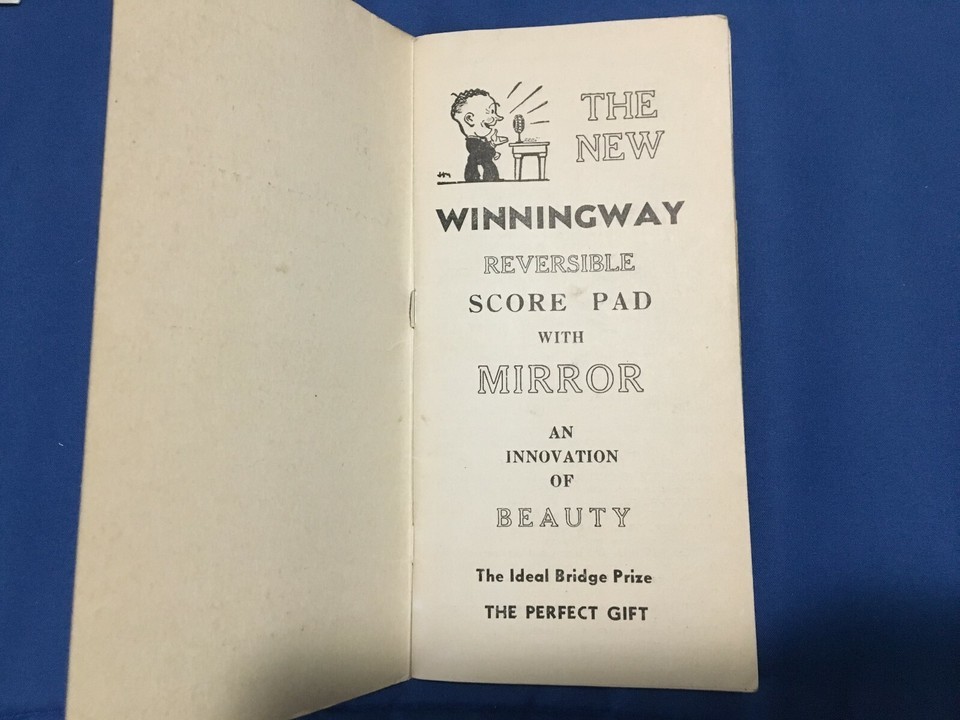 THE
NEW
WINNINGWAY
REVERSIBLE
SCORE PAD
WITH
MIRROR
AN
INNOVATION
OF
BEAUTY
The Ideal Bridge Prize
THE PERFECT GIFT